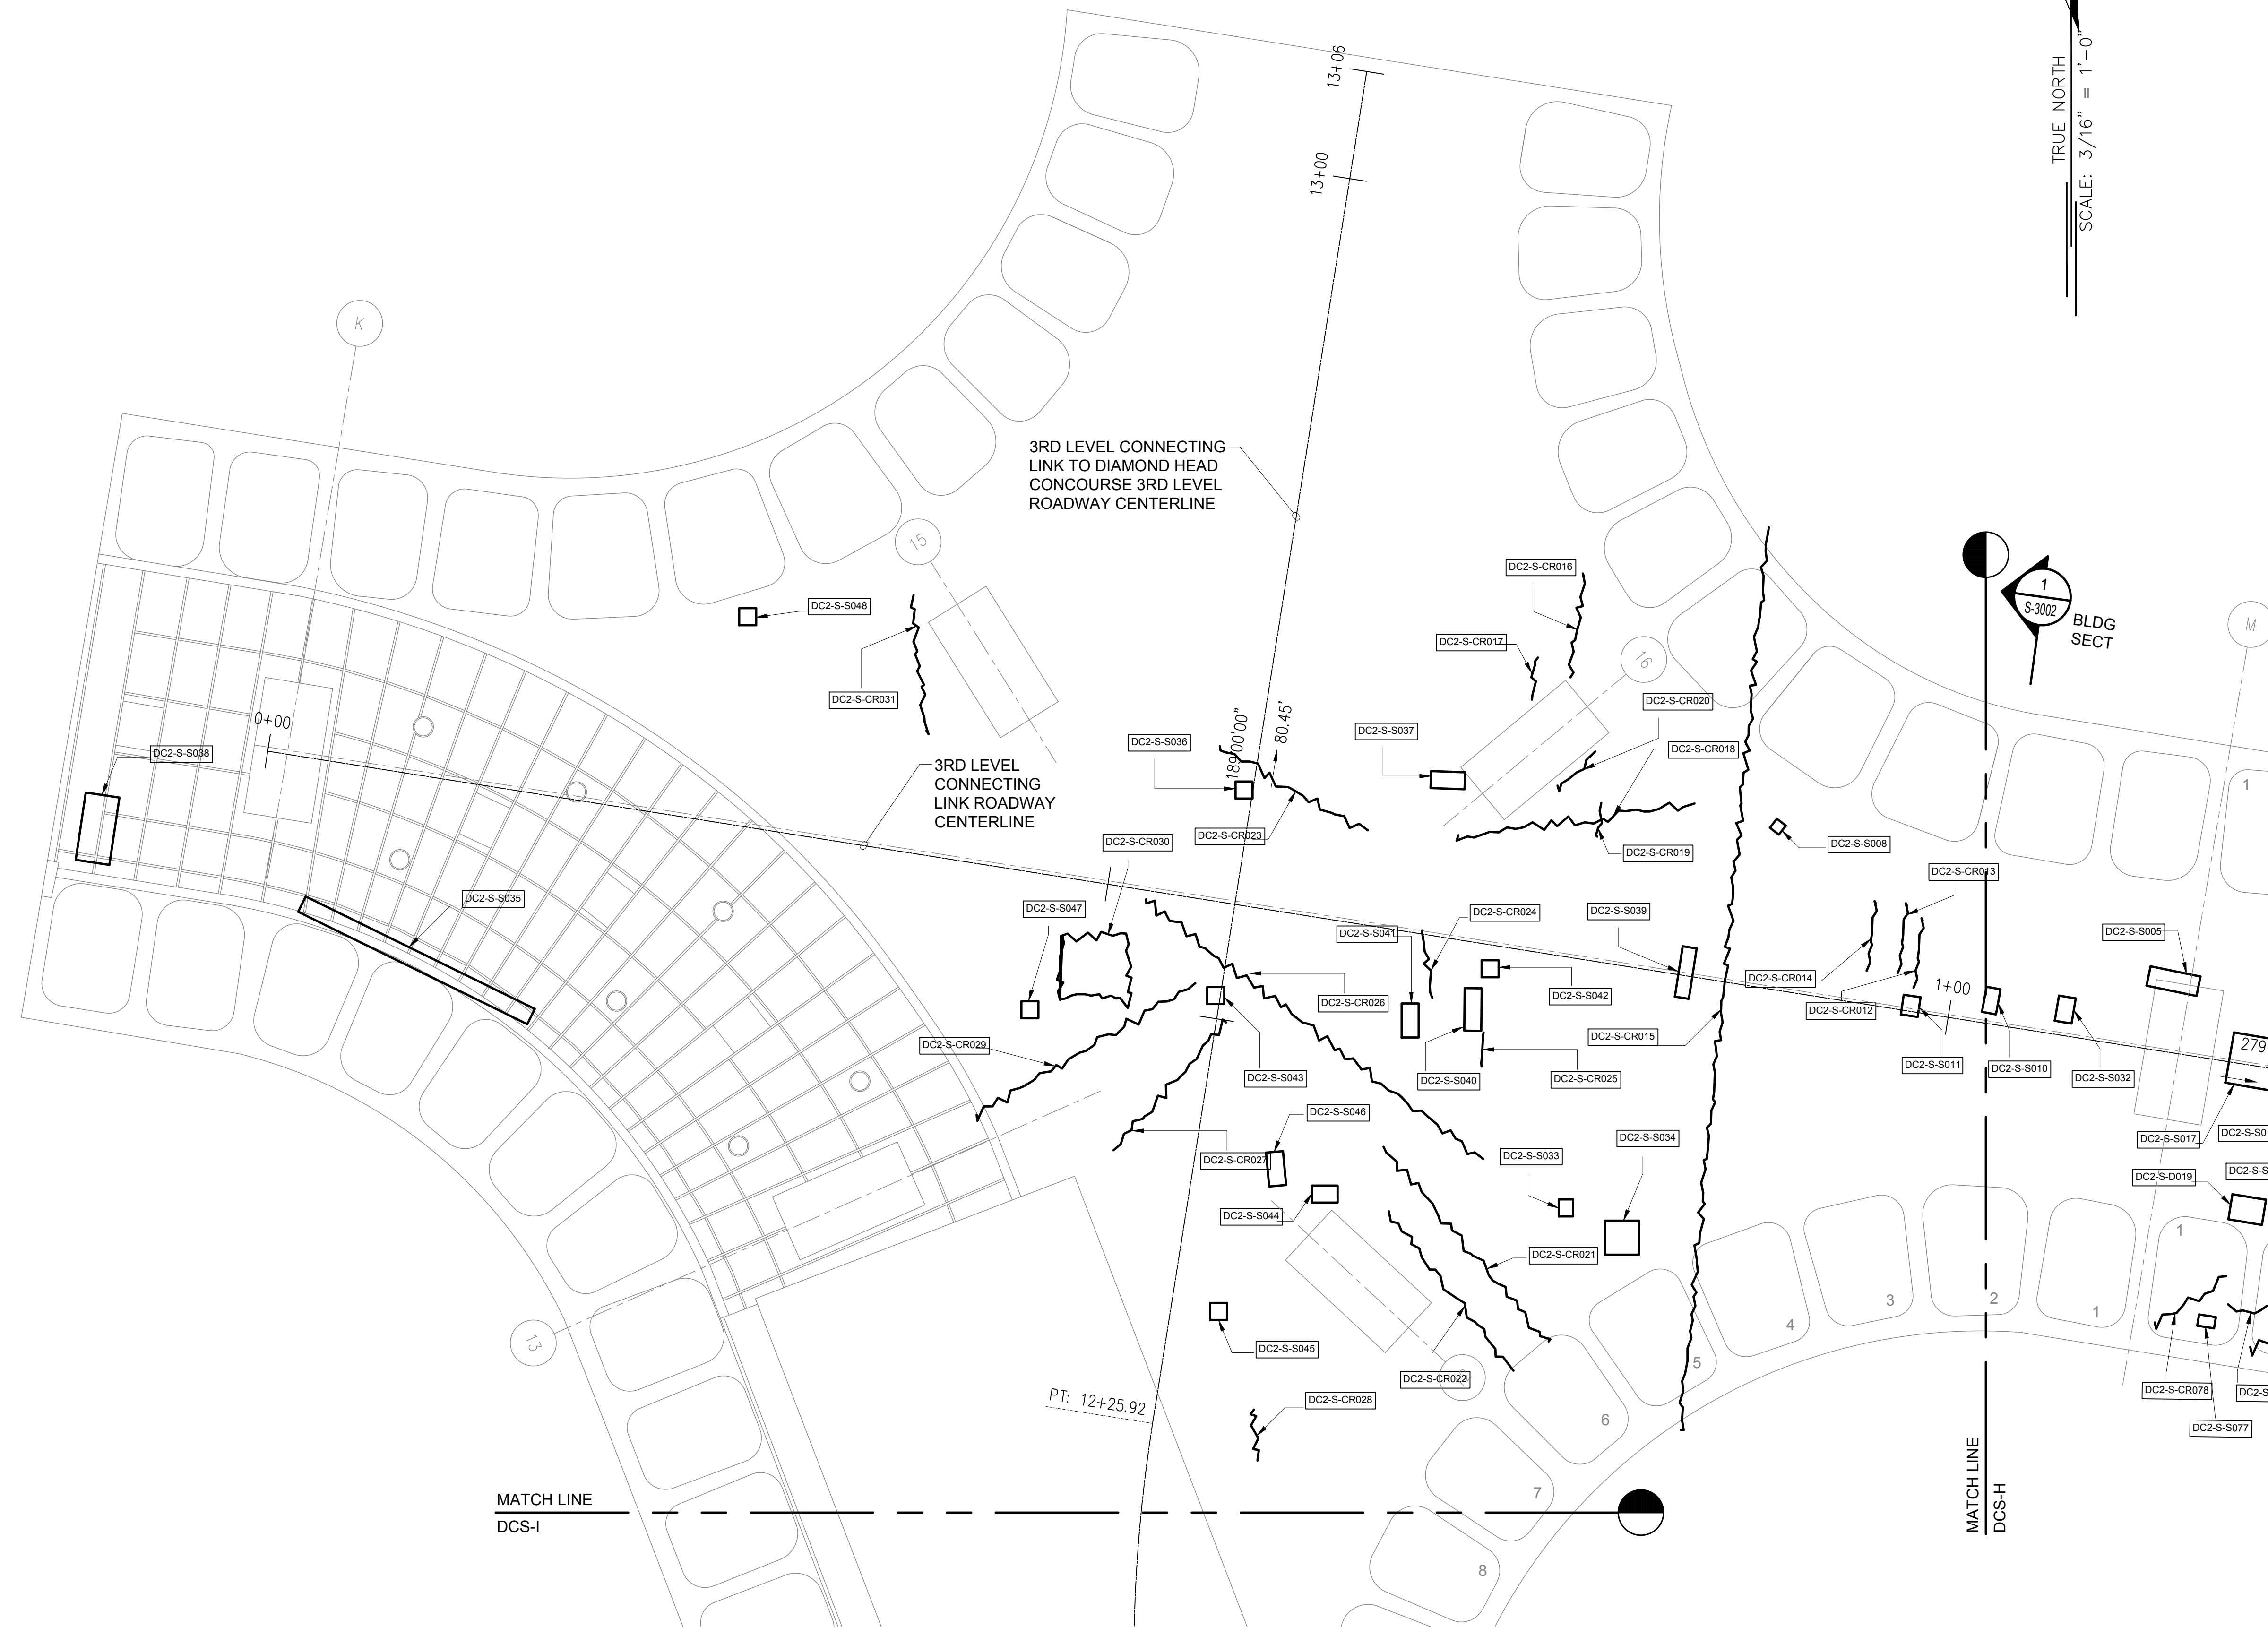 TRUE NORTH
SCALE: 3/16" = 1'-0"
13+06
13+00
K
3RD LEVEL CONNECTING
LINK TO DIAMOND HEAD
CONCOURSE 3RD LEVEL
ROADWAY CENTERLINE
15
DC2-S-CR016
1
S-3002
BLDG
SECT
DC2-S-S048
M
DC2-S-CR017
16
DC2-S-CR031
DC2-S-CR020
0+00
189°00'00"
80.45'
DC2-S-S037
DC2-S-S036
DC2-S-CR018
DC2-S-S038
3RD LEVEL
CONNECTING
LINK ROADWAY
CENTERLINE
1
DC2-S-CR023
DC2-S-CR030
DC2-S-S008
DC2-S-CR019
DC2-S-CR013
DC2-S-S035
DC2-S-S047
DC2-S-CR024
DC2-S-S039
DC2-S-S041
DC2-S-S005
DC2-S-CR014
1+00
DC2-S-S042
DC2-S-CR026
DC2-S-CR012
DC2-S-CR015
DC2-S-CR029
279
DC2-S-S011
DC2-S-S010
DC2-S-S043
DC2-S-S040
DC2-S-CR025
DC2-S-S032
DC2-S-S046
DC2-S-S034
DC2-S-S017
DC2-S-S01
DC2-S-CR027
DC2-S-S033
DC2-S-D019
DC2-S-S
DC2-S-S044
1
DC2-S-CR021
3
2
1
4
13
DC2-S-S045
5
DC2-S-CR022
DC2-S-CR078
DC2-S
PT: 12+25.92
DC2-S-CR028
6
DC2-S-S077
7
MATCH LINE
DCS-I
MATCH LINE
DCS-H
8